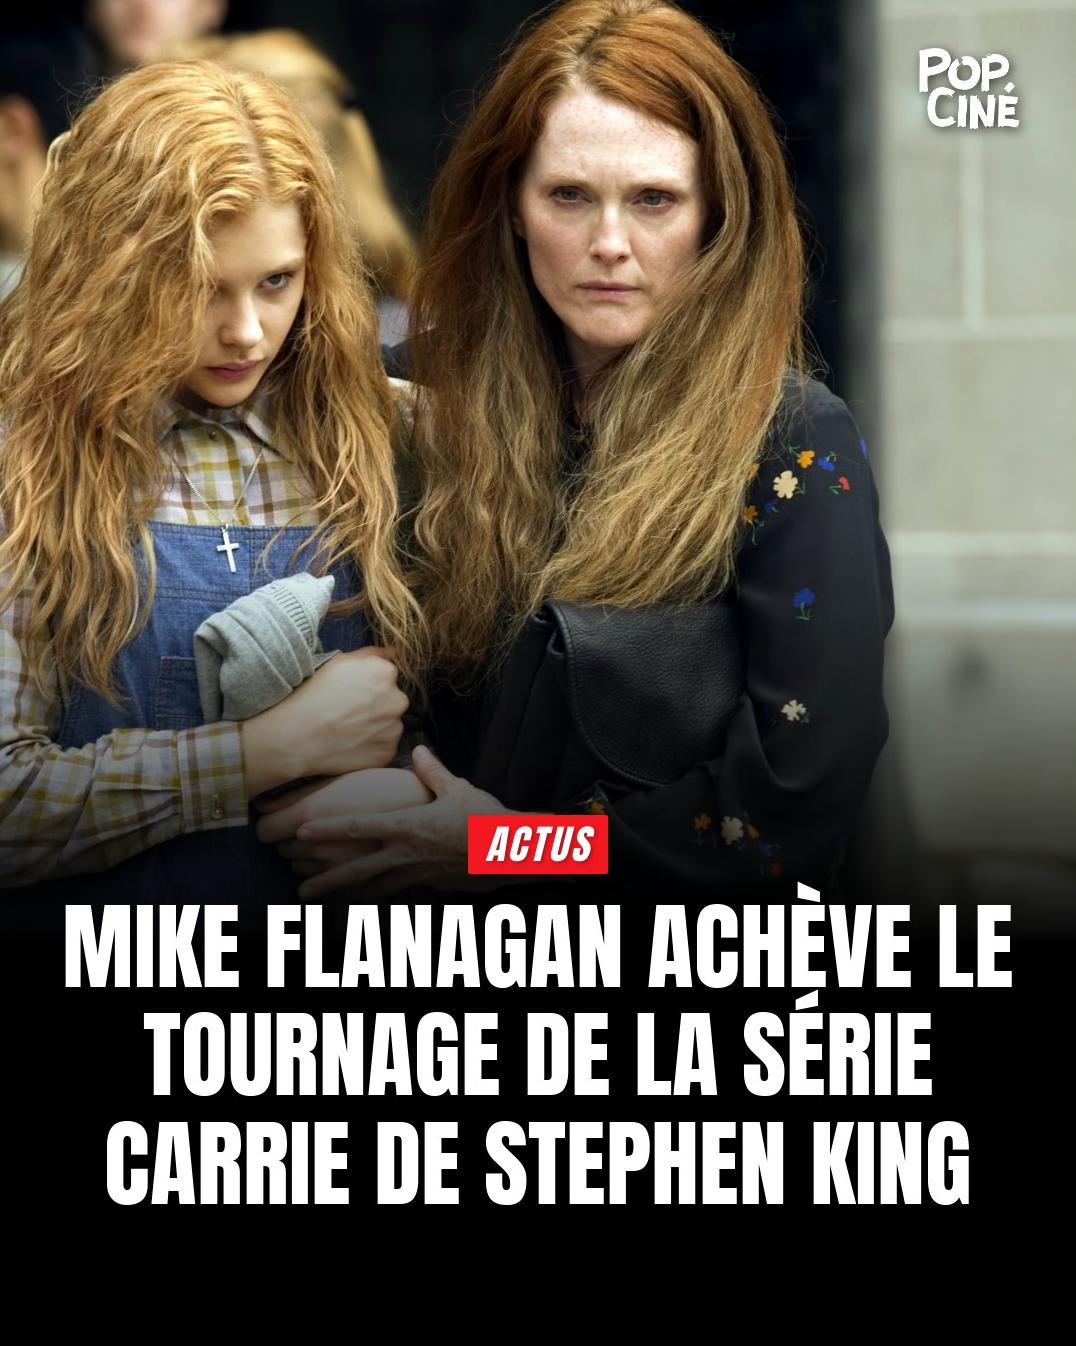 POP.
CINÉ
ACTUS
MIKE FLANAGAN ACHÈVE LE
TOURNAGE DE LA SÉRIE
CARRIE DE STEPHEN KING